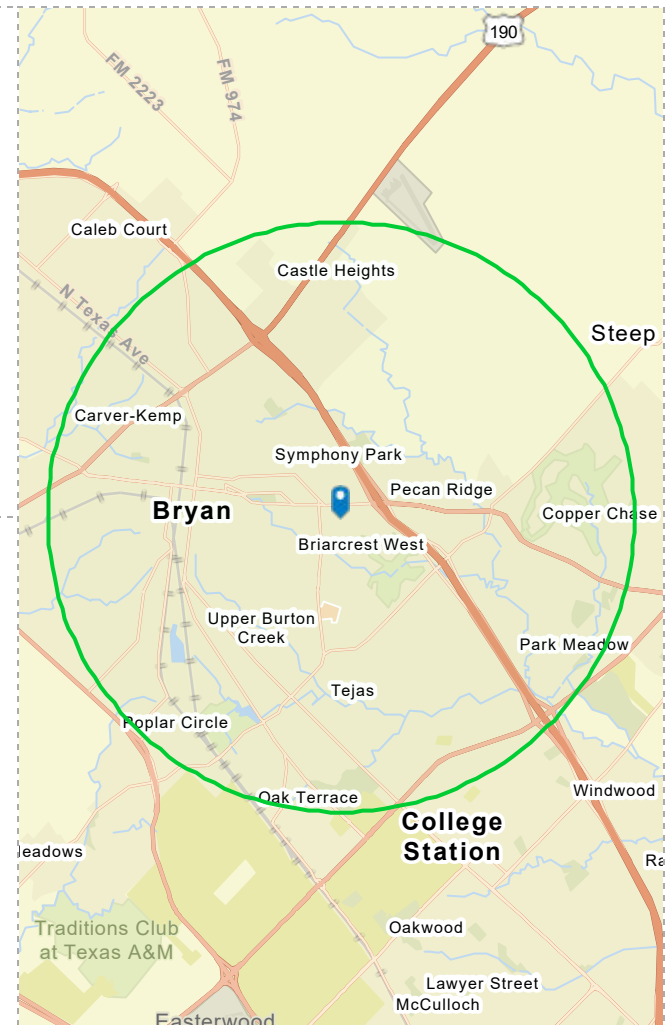 190
FM 2223
FM 974
Caleb Court
Castle Heights
N Texas Ave
Steep
Carver-Kemp
Symphony Park
Pecan Ridge
Bryan
Copper Chase
Briarcrest West
Upper Burton
Creek
Park Meadow
Tejas
Poplar Circle
Windwood
Oak Terrace
College
Station
eadows
Ra
Traditions Club
at Texas A&M
Oakwood
Lawyer Street
McCulloch
Easterwood